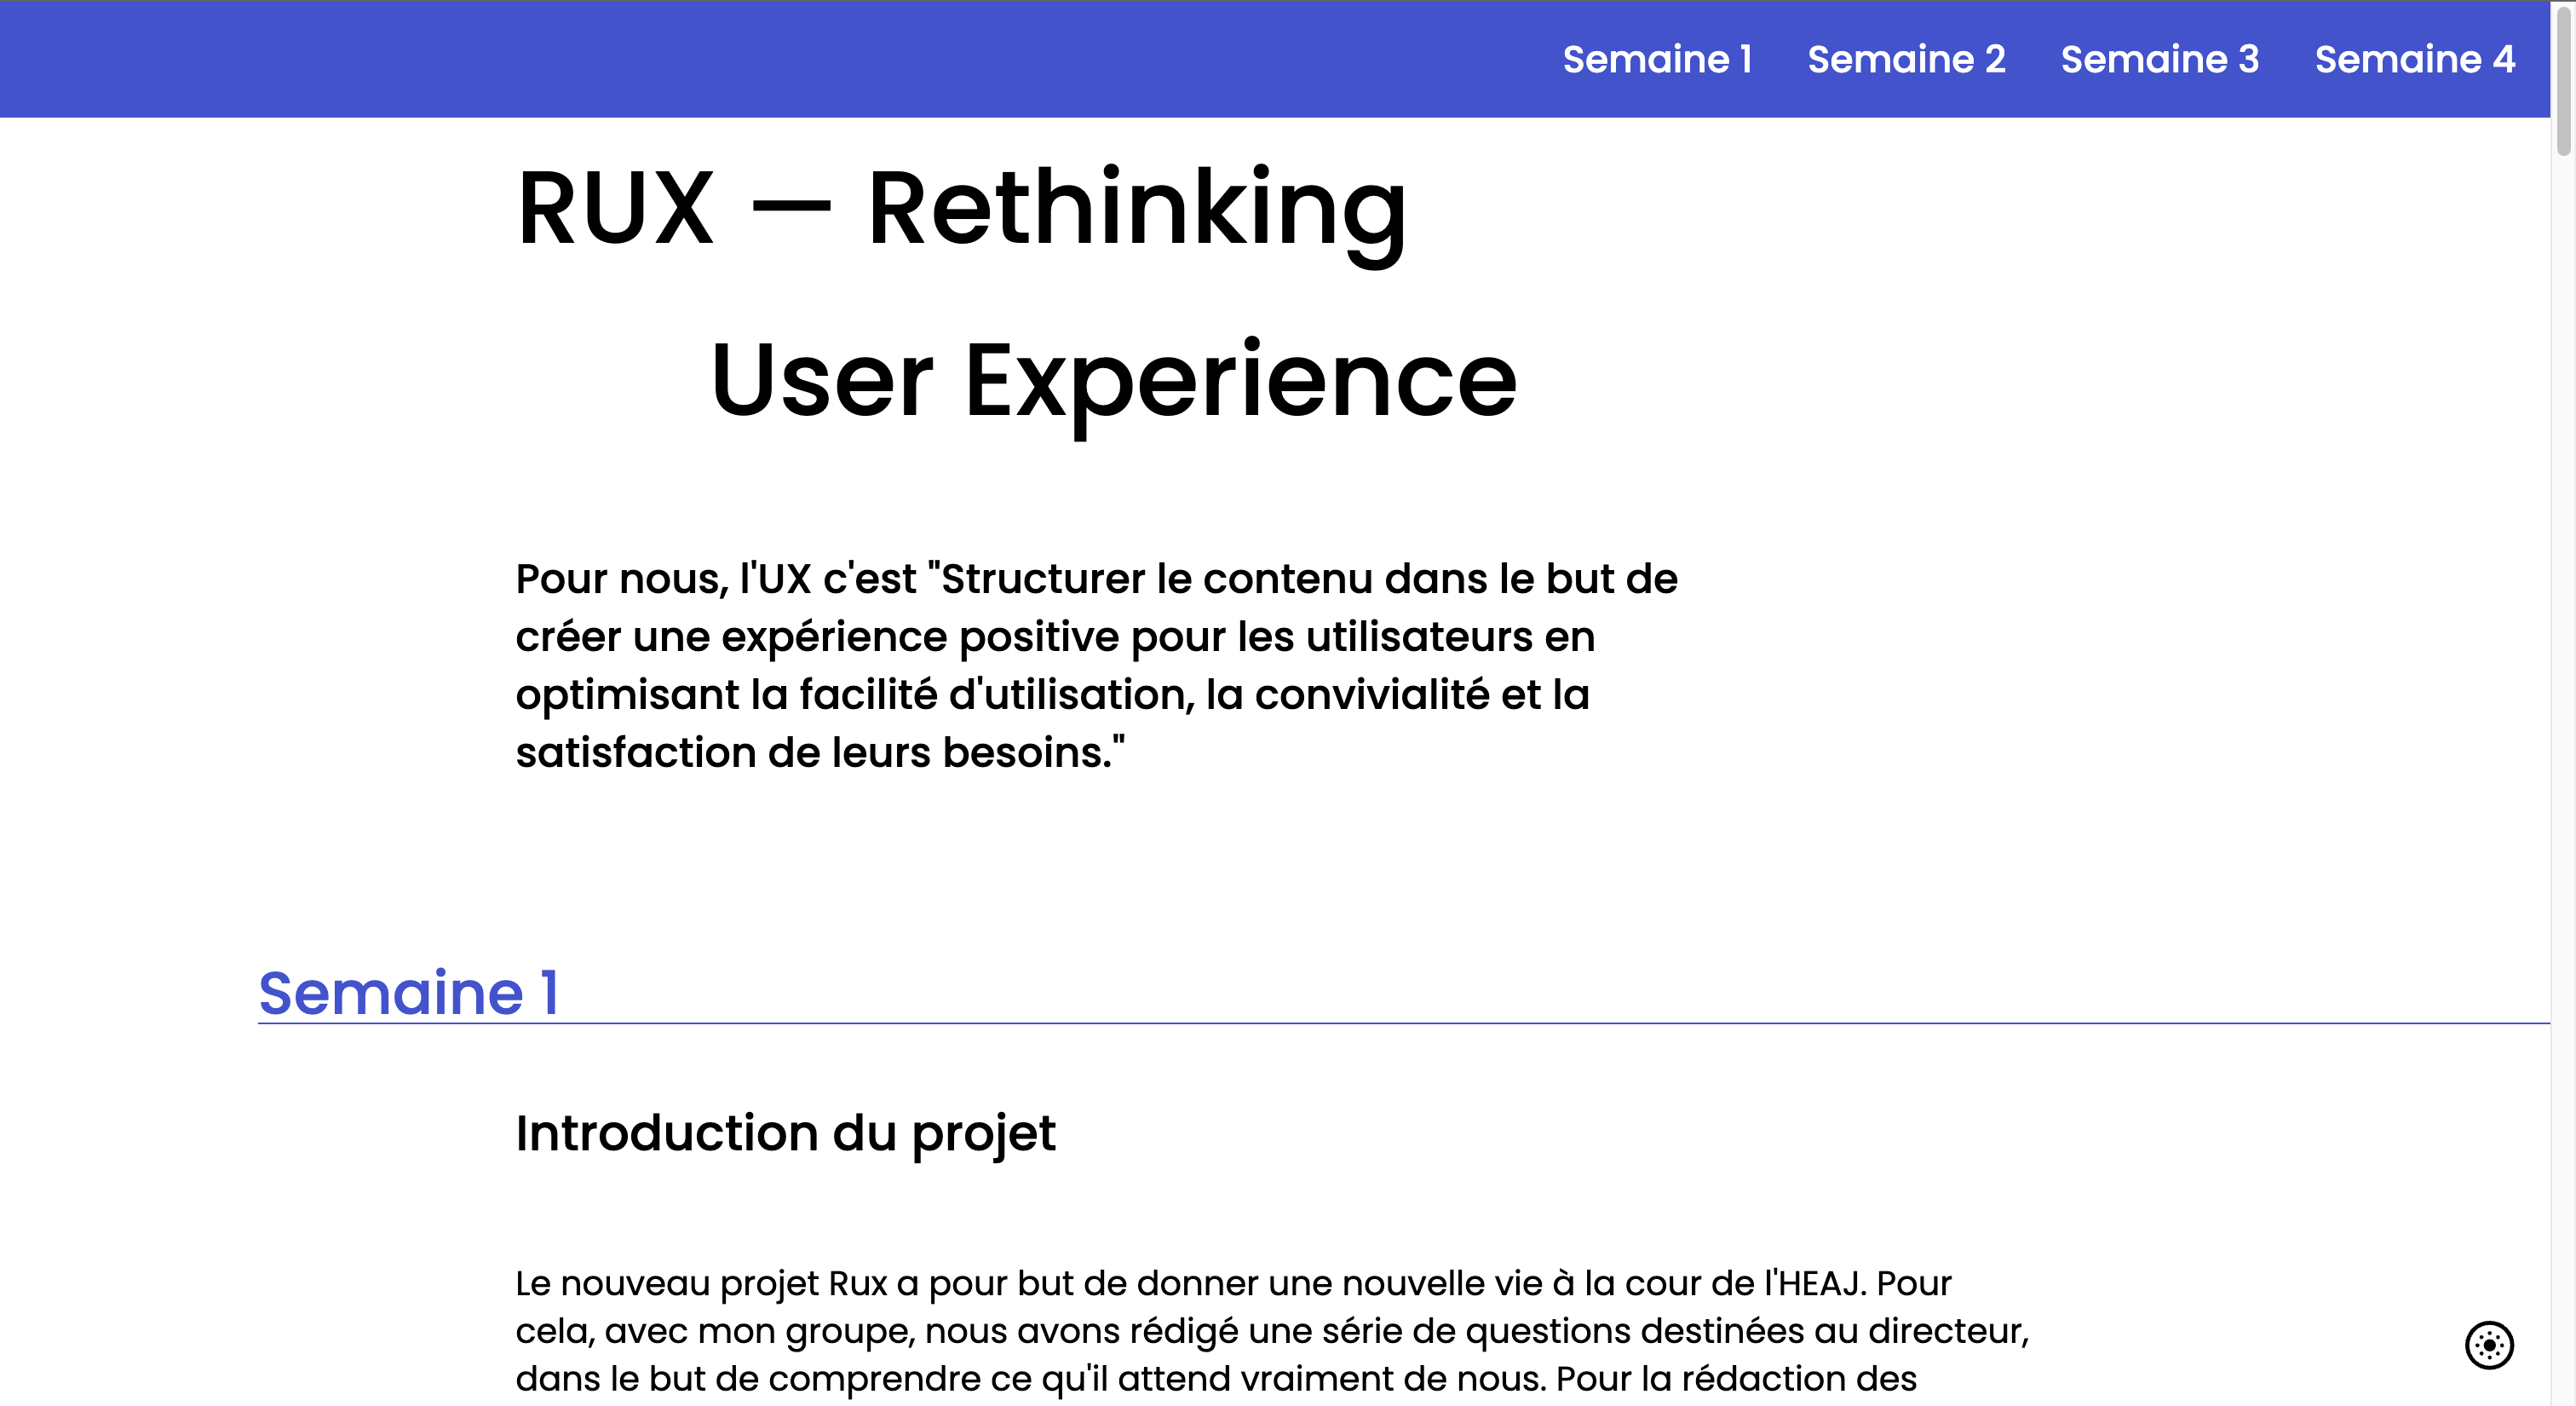 Semaine 1 Semaine 2 Semaine 3 Semaine 4
RUX — Rethinking
User Experience
Pour nous, l'UX c'est "Structurer le contenu dans le but de
créer une expérience positive pour les utilisateurs en
optimisant la facilité d'utilisation, la convivialité et la
satisfaction de leurs besoins."
Semaine 1
Introduction du projet
Le nouveau projet Rux a pour but de donner une nouvelle vie à la cour de l'HEAJ. Pour
cela, avec mon groupe, nous avons rédigé une série de questions destinées au directeur,
dans le but de comprendre ce qu'il attend vraiment de nous. Pour la rédaction des